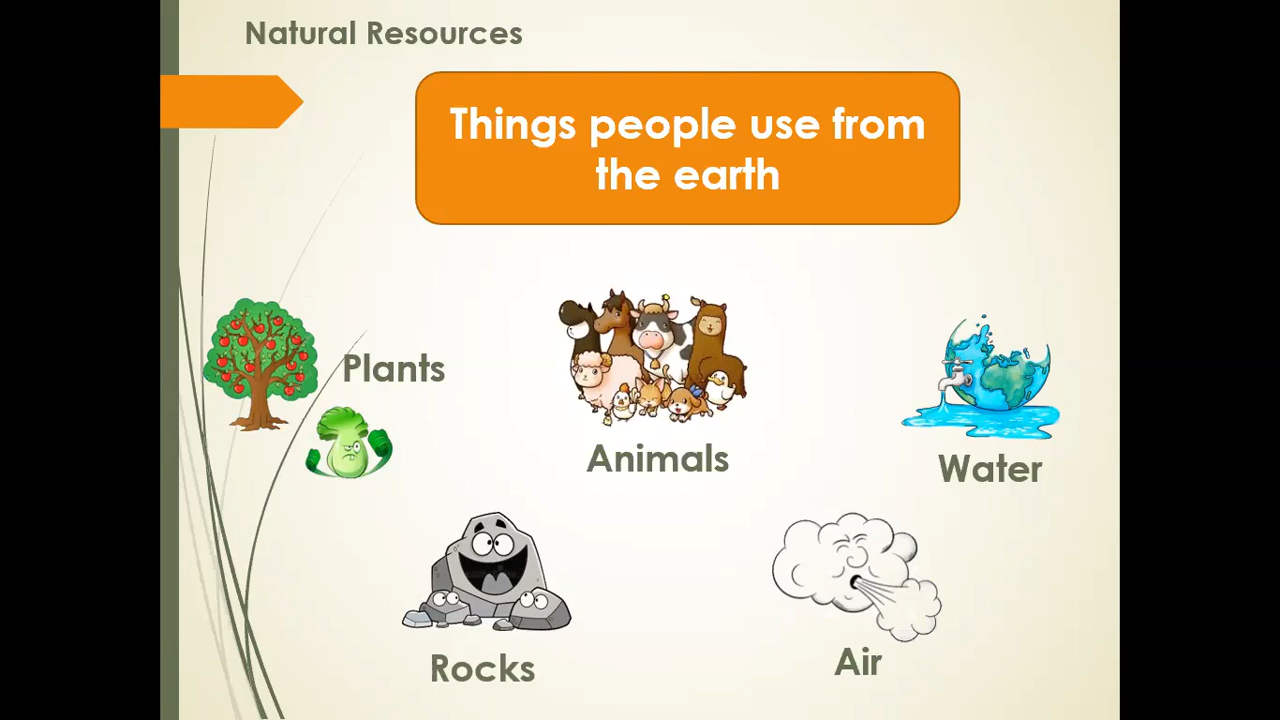 Natural Resources
Things people use from
the earth
Plants
Animals
Water
Rocks
Air